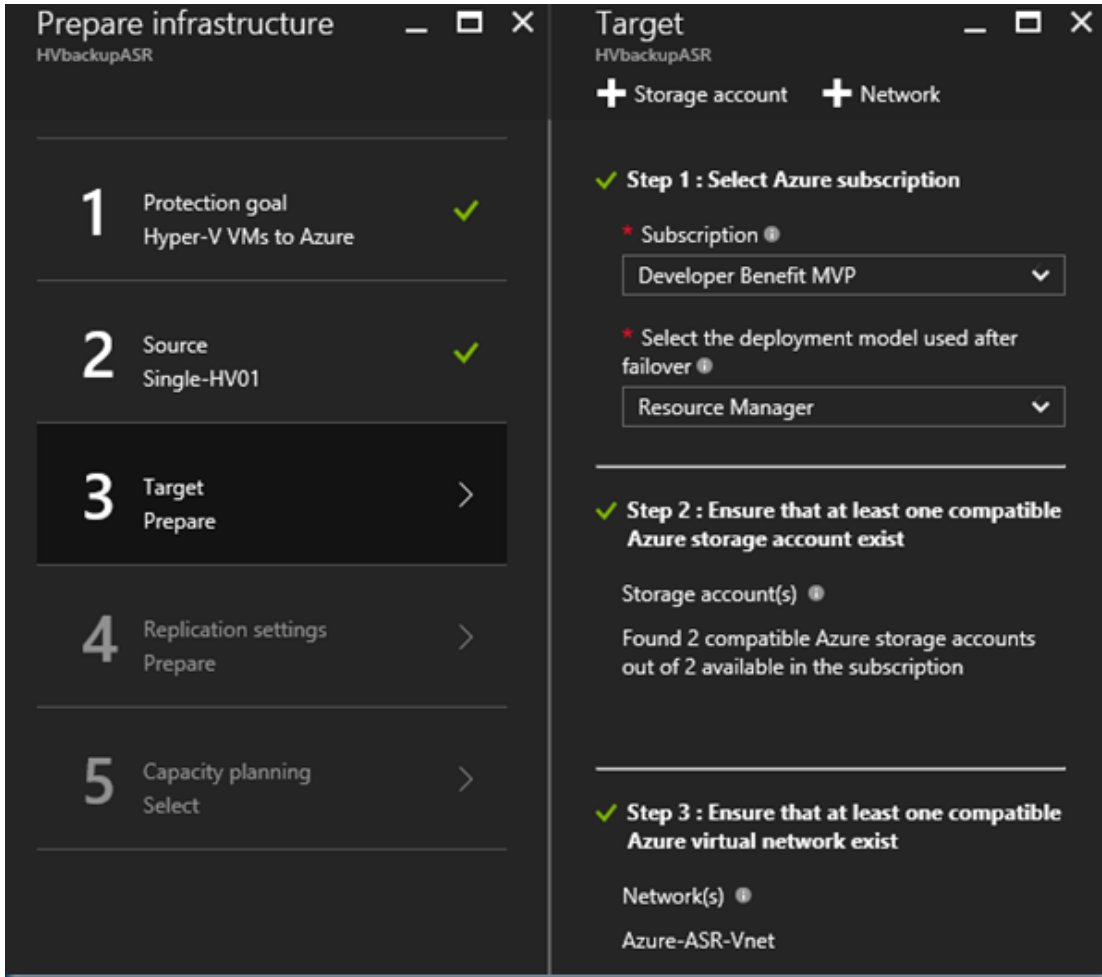 Prepare infrastructure
HVbackupASR
1
Protection goal
Hyper-V VMs to Azure
2
Source
Single-HV01
3
Target
Prepare
4
Replication settings
Prepare
5
Capacity planning
Select
Target
HVbackupASR
Storage account
Network
Step 1 : Select Azure subscription
* Subscription
Developer Benefit MVP
* Select the deployment model used after
failover
Resource Manager
Step 2 : Ensure that at least one compatible
Azure storage account exist
Storage account(s)
Found 2 compatible Azure storage accounts
out of 2 available in the subscription
Step 3 : Ensure that at least one compatible
Azure virtual network exist
Network(s)
Azure-ASR-Vnet